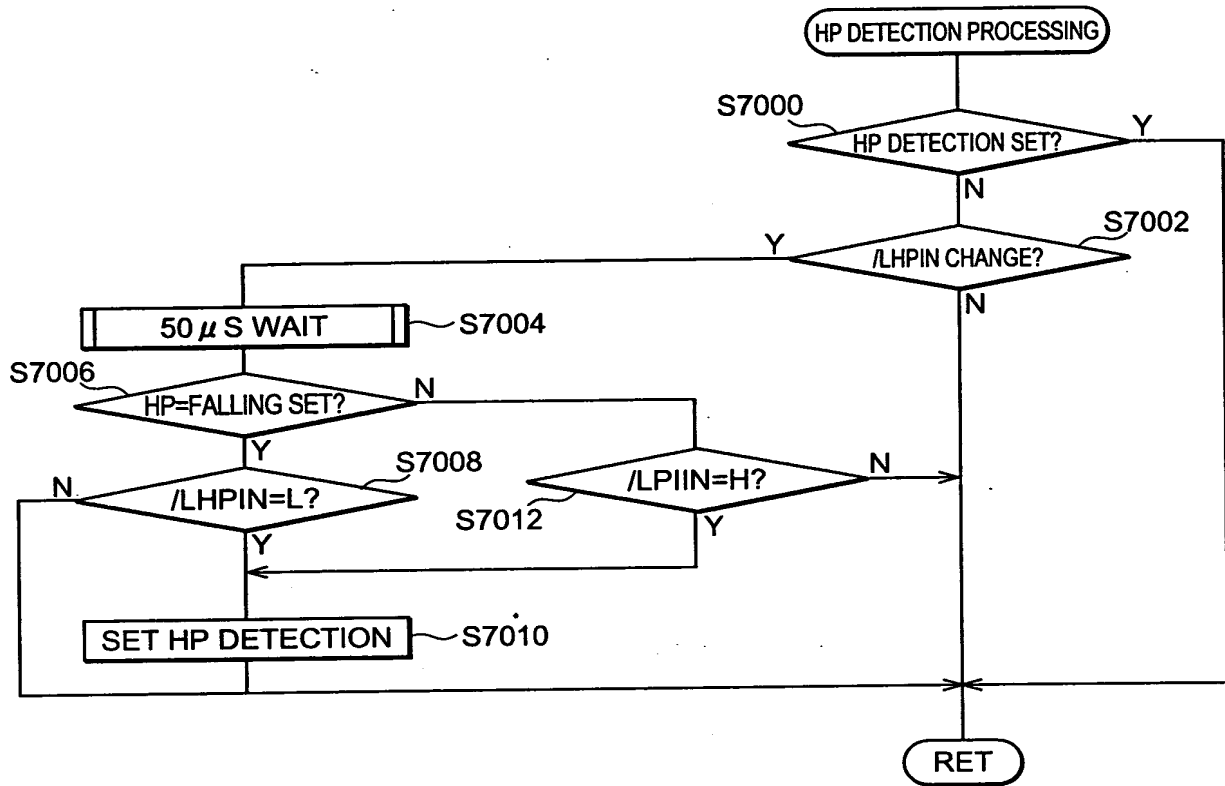 HP DETECTION PROCESSING
S7000
HP DETECTION SET?
Y
N
S7002
/LHPIN CHANGE?
Y
N
50 μ S WAIT
S7004
S7006
HP=FALLING SET?
N
Y
S7008
/LHPIN=L?
N
Y
/LPIIN=H?
N
S7012
Y
SET HP DETECTION
S7010
RET